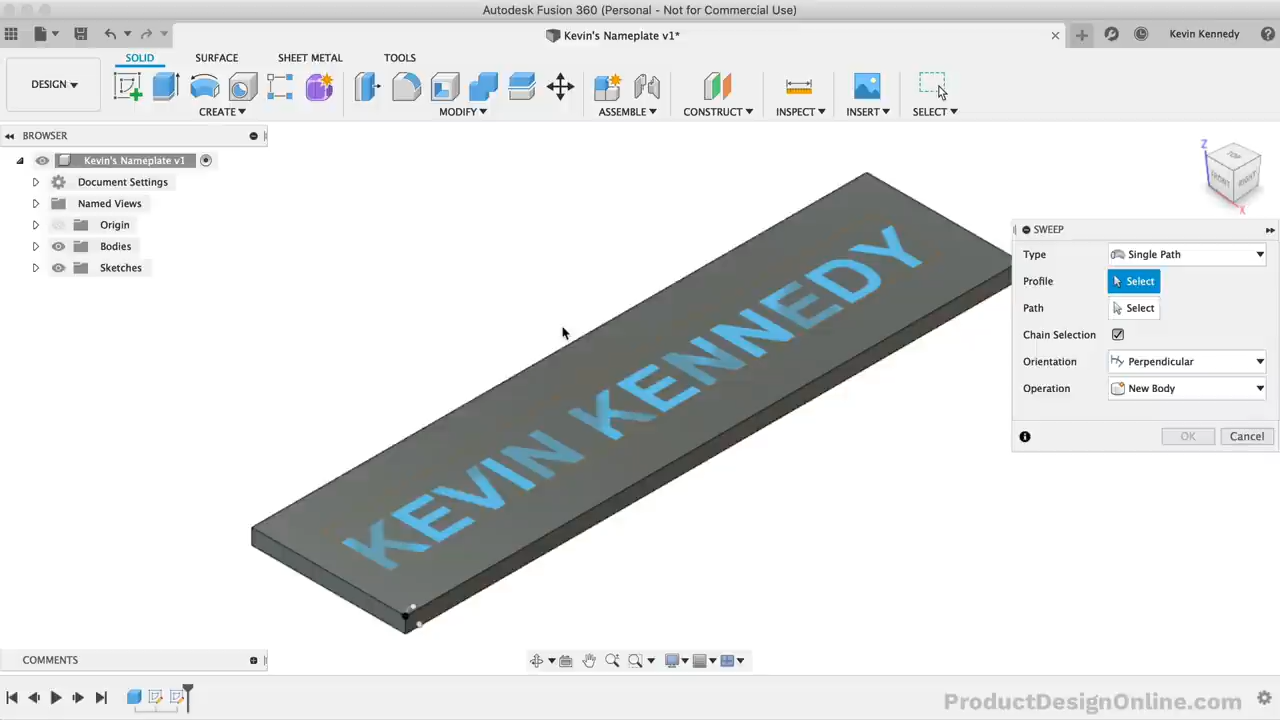 Autodesk Fusion 360 (Personal - Not for Commercial Use)
Kevin's Nameplate v1*
Kevin Kennedy
SOLID
SURFACE
SHEET METAL
TOOLS
DESIGN
CREATE
MODIFY
ASSEMBLE
CONSTRUCT
INSPECT
INSERT
SELECT
BROWSER
Kevin's Nameplate v1
Document Settings
Named Views
Origin
Bodies
Sketches
KEVIN KENNEDY
Z
TOP
FRONT
RIGHT
X
SWEEP
Type
Single Path
Profile
Select
Path
Select
Chain Selection
Orientation
Perpendicular
Operation
New Body
OK
Cancel
COMMENTS
ProductDesignOnline.com